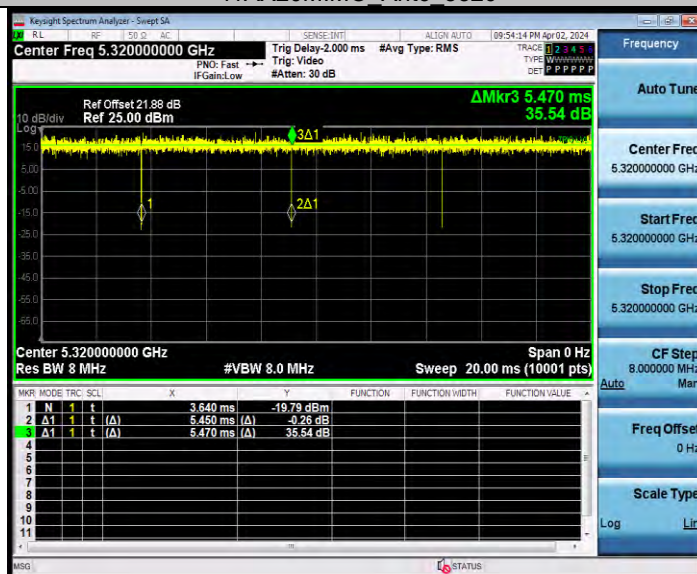 Keysight Spectrum Analyzer - Swept SA
RL RF 50 Ω AC SENSE:INT ALIGN AUTO 09:54:14 PM Apr 02, 2024
Center Freq 5.320000000 GHz
PNO: Fast
IFGain:Low
Trig Delay-2.000 ms
Trig: Video
#Atten: 30 dB
#Avg Type: RMS
TRACE 1 2 3 4 5 6
TYPE WWWWWW
DET P P P P P P
ΔMkr3 5.470 ms
35.54 dB
Ref Offset 21.88 dB
10 dB/div Ref 25.00 dBm
Log
15.0
5.00
-5.00
-15.0
-25.0
-35.0
-45.0
-55.0
-65.0
3Δ1
1
2Δ1
Center 5.320000000 GHz Span 0 Hz
Res BW 8 MHz #VBW 8.0 MHz Sweep 20.00 ms (10001 pts)
MKR MODE TRC SCL X Y FUNCTION FUNCTION WIDTH FUNCTION VALUE
1 N 1 t 3.640 ms -19.79 dBm
2 Δ1 1 t (Δ) 5.450 ms (Δ) -0.26 dB
3 Δ1 1 t (Δ) 5.470 ms (Δ) 35.54 dB
4
5
6
7
8
9
10
11
MSG STATUS
Frequency
Auto Tune
Center Freq
5.320000000 GHz
Start Freq
5.320000000 GHz
Stop Freq
5.320000000 GHz
CF Step
8.000000 MHz
Auto Man
Freq Offset
0 Hz
Scale Type
Log Lin